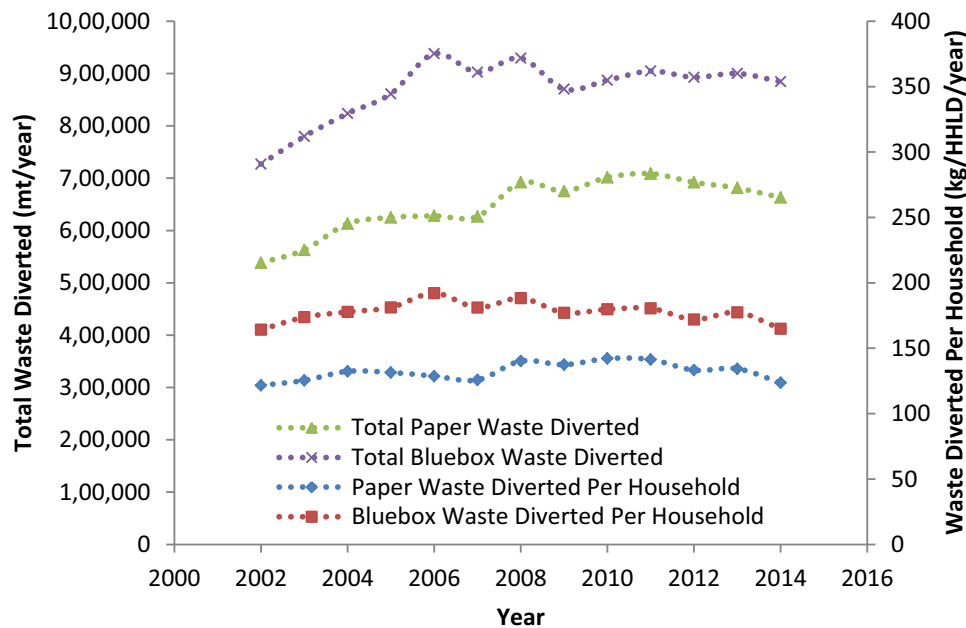 Total Waste Diverted (mt/year)
10,00,000
9,00,000
8,00,000
7,00,000
6,00,000
5,00,000
4,00,000
3,00,000
2,00,000
1,00,000
0
Total Paper Waste Diverted
Total Bluebox Waste Diverted
Paper Waste Diverted Per Household
Bluebox Waste Diverted Per Household
400
350
300
250
200
150
100
50
0
Waste Diverted Per Household (kg/HHLD/year)
2000 2002 2004 2006 2008 2010 2012 2014 2016
Year